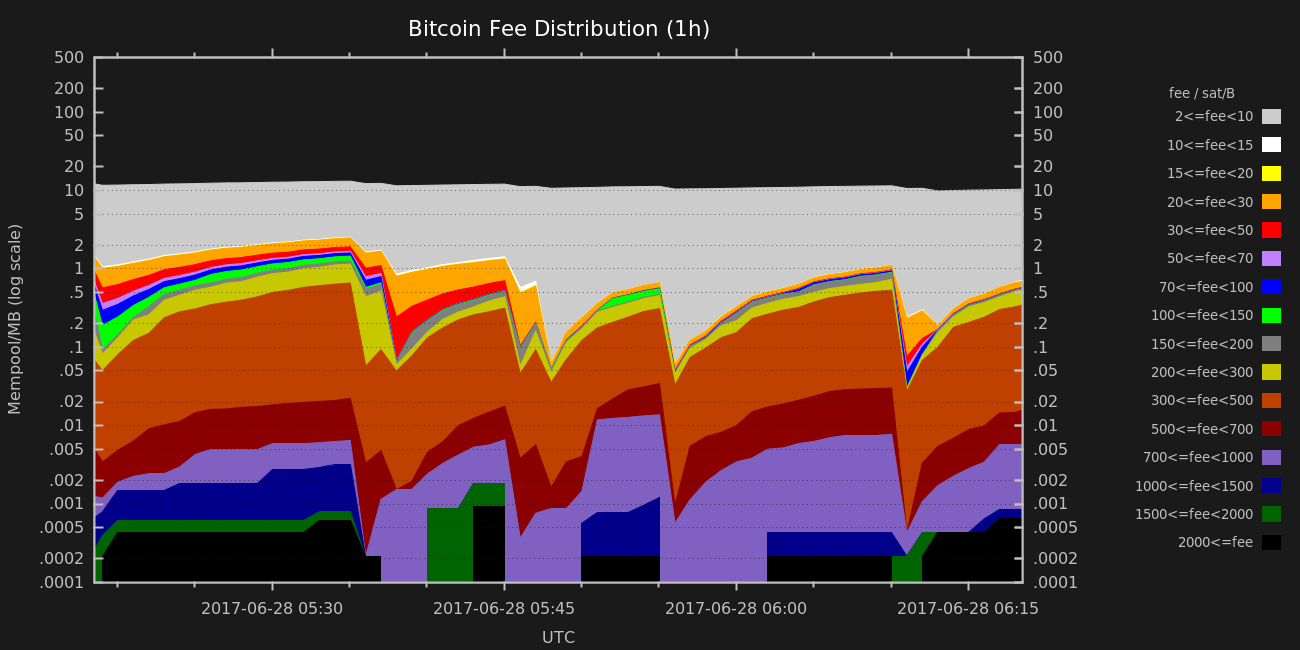 Bitcoin Fee Distribution (1h)
Mempool/MB (log scale)
500
200
100
50
20
10
5
2
1
.5
.2
.1
.05
.02
.01
.005
.002
.001
.0005
.0002
.0001
500
200
100
50
20
10
5
2
1
.5
.2
.1
.05
.02
.01
.005
.002
.001
.0005
.0002
.0001
2017-06-28 05:30
2017-06-28 05:45
2017-06-28 06:00
2017-06-28 06:15
UTC
fee / sat/B
2<=fee<10
10<=fee<15
15<=fee<20
20<=fee<30
30<=fee<50
50<=fee<70
70<=fee<100
100<=fee<150
150<=fee<200
200<=fee<300
300<=fee<500
500<=fee<700
700<=fee<1000
1000<=fee<1500
1500<=fee<2000
2000<=fee